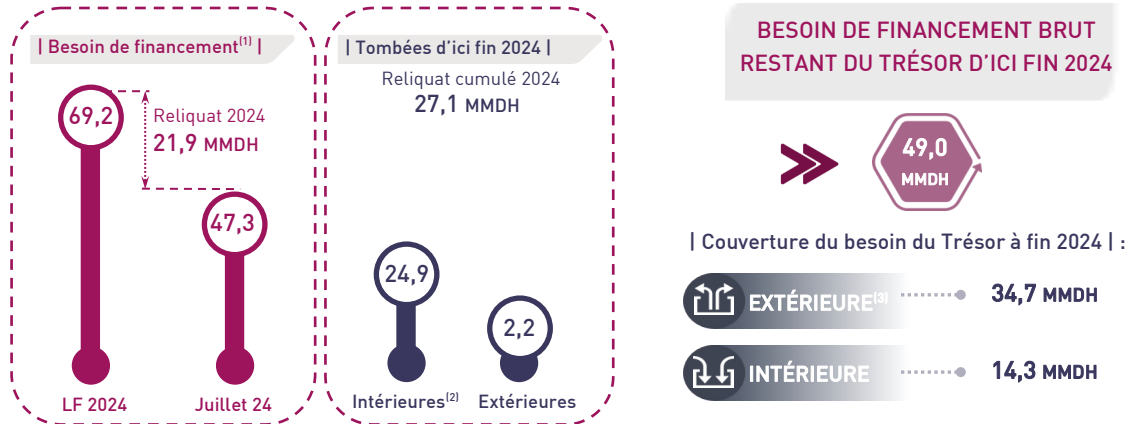 | Besoin de financement(1) |
69,2
Reliquat 2024
21,9 MMDH
47,3
LF 2024
Juillet 24
| Tombées d’ici fin 2024 |
Reliquat cumulé 2024
27,1 MMDH
24,9
2,2
Intérieures(2)
Extérieures
BESOIN DE FINANCEMENT BRUT
RESTANT DU TRÉSOR D’ICI FIN 2024
49,0
MMDH
| Couverture du besoin du Trésor à fin 2024 | :
EXTÉRIEURE(3)
34,7 MMDH
INTÉRIEURE
14,3 MMDH